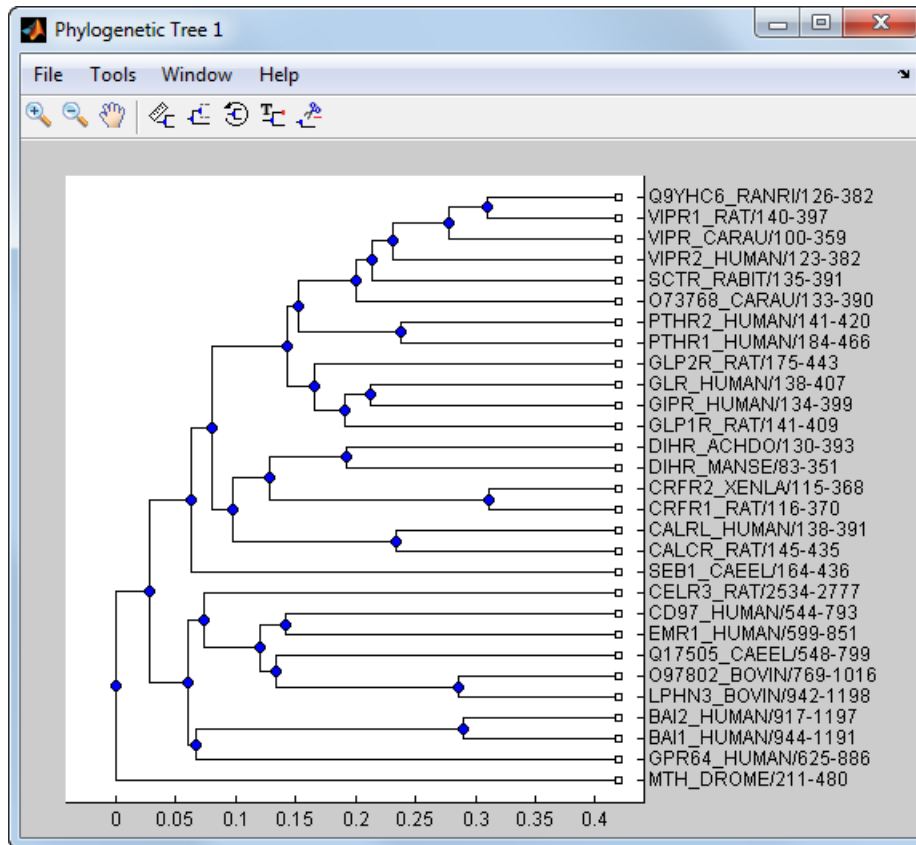 Phylogenetic Tree 1
File Tools Window Help
Q9YHC6_RANRI/126-382
VIPR1_RAT/140-397
VIPR_CARAU/100-359
VIPR2_HUMAN/123-382
SCTR_RABIT/135-391
O73768_CARAU/133-390
PTHR2_HUMAN/141-420
PTHR1_HUMAN/184-466
GLP2R_RAT/175-443
GLR_HUMAN/138-407
GIPR_HUMAN/134-399
GLP1R_RAT/141-409
DIHR_ACHDO/130-393
DIHR_MANSE/83-351
CRFR2_XENLA/115-368
CRFR1_RAT/116-370
CALRL_HUMAN/138-391
CALCR_RAT/145-435
SEB1_CAEEL/164-436
CELR3_RAT/2534-2777
CD97_HUMAN/544-793
EMR1_HUMAN/599-851
Q17505_CAEEL/548-799
O97802_BOVIN/769-1016
LPHN3_BOVIN/942-1198
BAI2_HUMAN/917-1197
BAI1_HUMAN/944-1191
GPR64_HUMAN/625-886
MTH_DROME/211-480
0 0.05 0.1 0.15 0.2 0.25 0.3 0.35 0.4